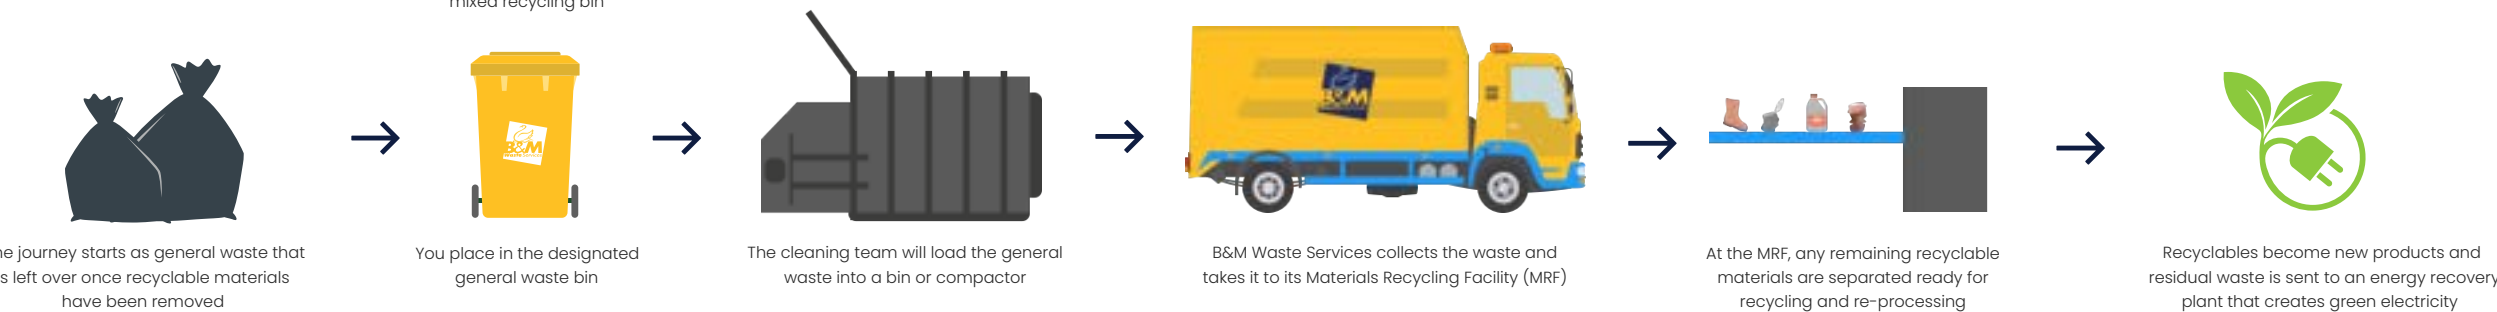 mixed recycling bin
B&M
Waste Services
B&M
he journey starts as general waste that
s left over once recyclable materials
have been removed
You place in the designated
general waste bin
The cleaning team will load the general
waste into a bin or compactor
B&M Waste Services collects the waste and
takes it to its Materials Recycling Facility (MRF)
At the MRF, any remaining recyclable
materials are separated ready for
recycling and re-processing
Recyclables become new products and
residual waste is sent to an energy recovery
plant that creates green electricity